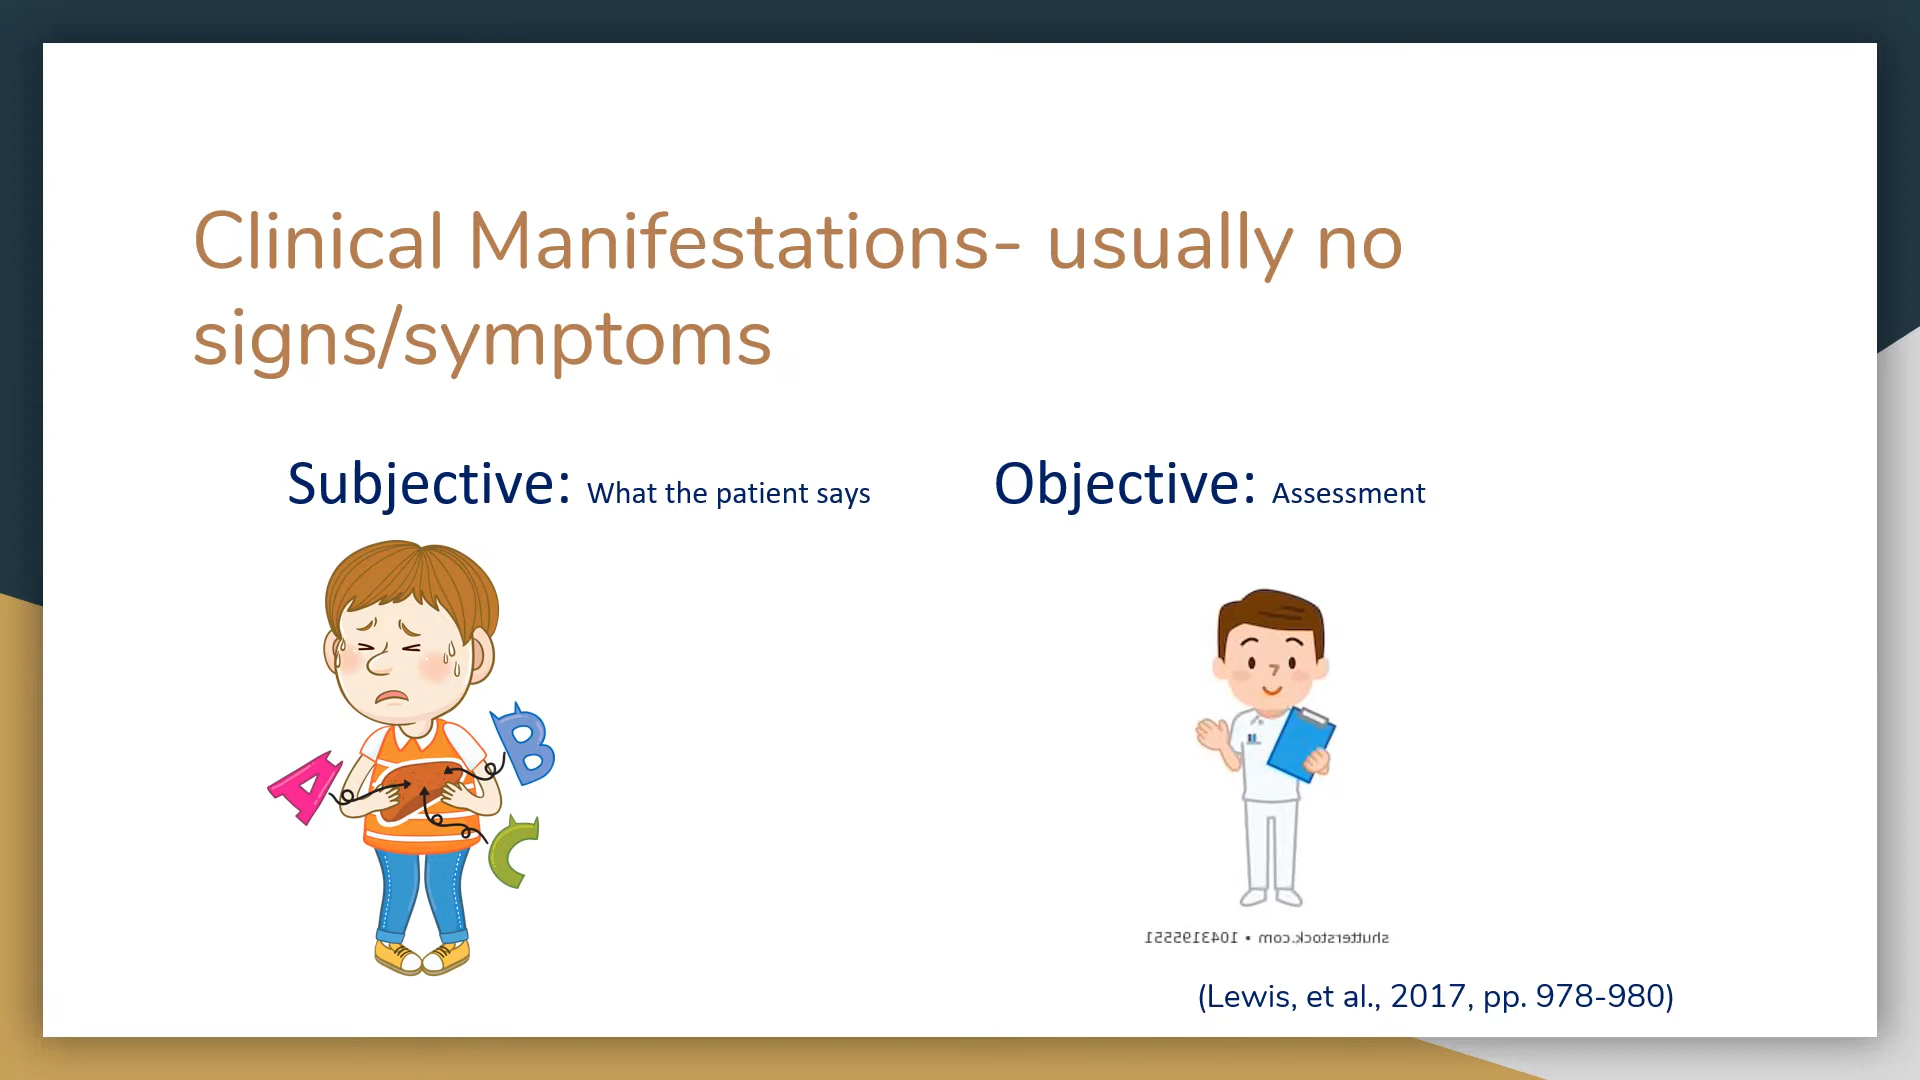 Clinical Manifestations- usually no
signs/symptoms
Subjective: What the patient says
Objective: Assessment
A
B
C
shutterstock.com • 1043195551
(Lewis, et al., 2017, pp. 978-980)